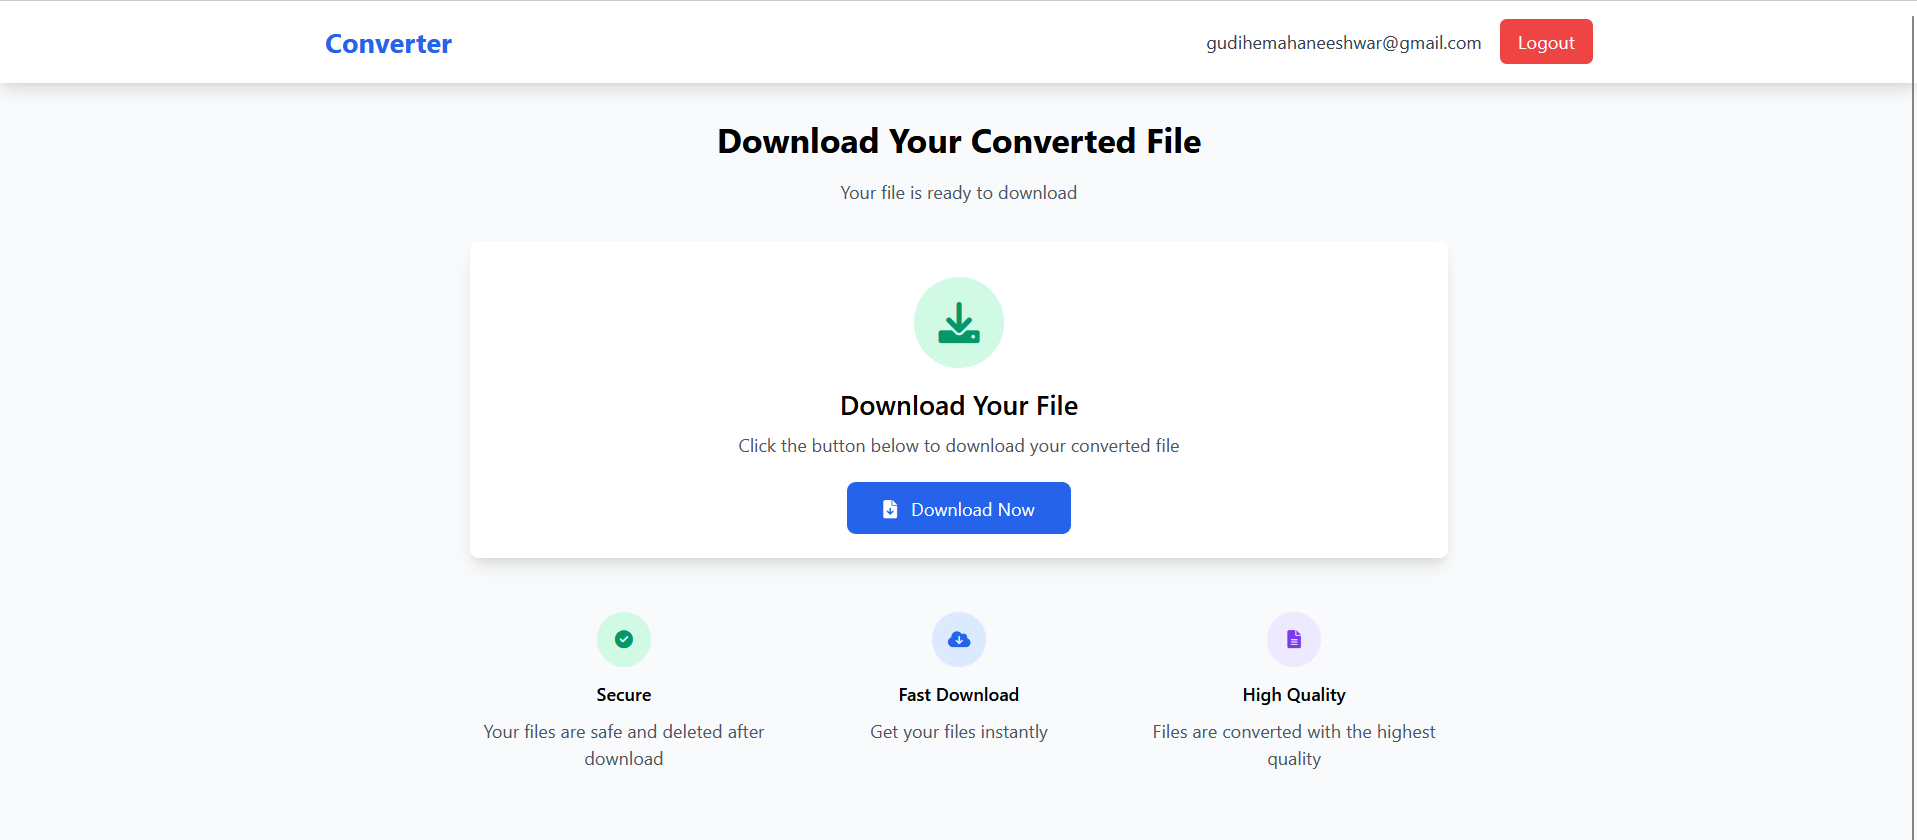 Converter
gudihemahaneeshwar@gmail.com
Logout
Download Your Converted File
Your file is ready to download
Download Your File
Click the button below to download your converted file
Download Now
Secure
Your files are safe and deleted after
download
Fast Download
Get your files instantly
High Quality
Files are converted with the highest
quality